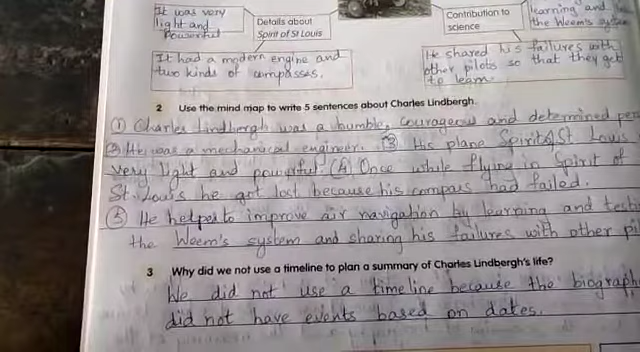 It was very
light and
Powerful
Details about
Spirit of St Louis
Contribution to
science
learning and
the Weem's system
It had a modern engine and
two kinds of compasses.
He shared his failures with
other pilots so that they get
to learn
2 Use the mind map to write 5 sentences about Charles Lindbergh.
① Charles Lindbergh was a humble, courageous and determined
② He was a mechanical engineer. ③ His plane Spirit of St Louis
very light and powerful. ④ Once while flying in Spirit of
St. Louis he got lost because his compass had failed.
⑤ He helpes to improve air navigation by learning and
the Weem's system and sharing his failures with other
3 Why did we not use a timeline to plan a summary of Charles Lindbergh's life?
We did not use a timeline because the
did not have events based on dates.